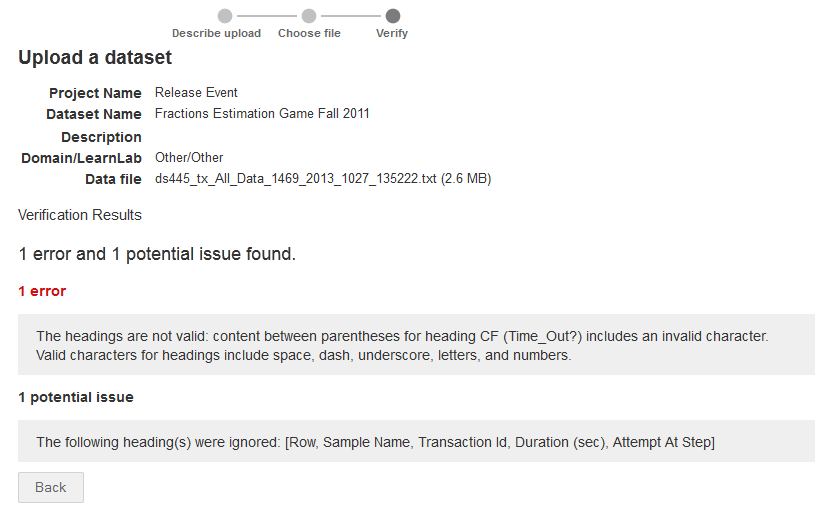 Describe upload Choose file Verify
Upload a dataset
Project Name Release Event
Dataset Name Fractions Estimation Game Fall 2011
Description
Domain/LearnLab Other/Other
Data file ds445_tx_All_Data_1469_2013_1027_135222.txt (2.6 MB)
Verification Results
1 error and 1 potential issue found.
1 error
The headings are not valid: content between parentheses for heading CF (Time_Out?) includes an invalid character.
Valid characters for headings include space, dash, underscore, letters, and numbers.
1 potential issue
The following heading(s) were ignored: [Row, Sample Name, Transaction Id, Duration (sec), Attempt At Step]
Back